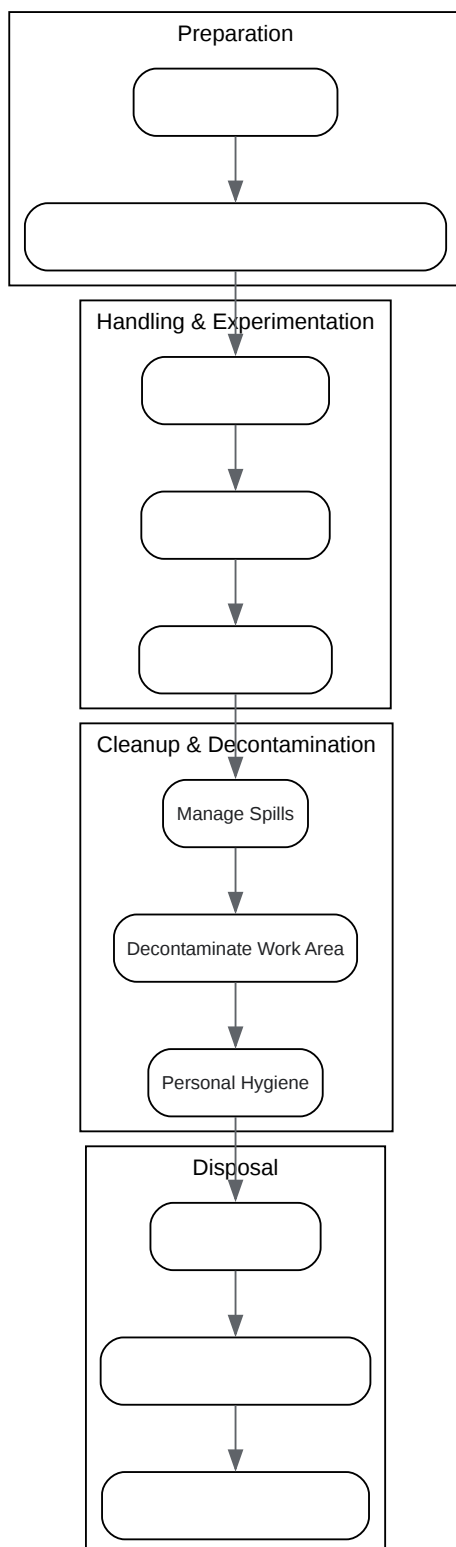 Preparation
Handling & Experimentation
Cleanup & Decontamination
Manage Spills
Decontaminate Work Area
Personal Hygiene
Disposal